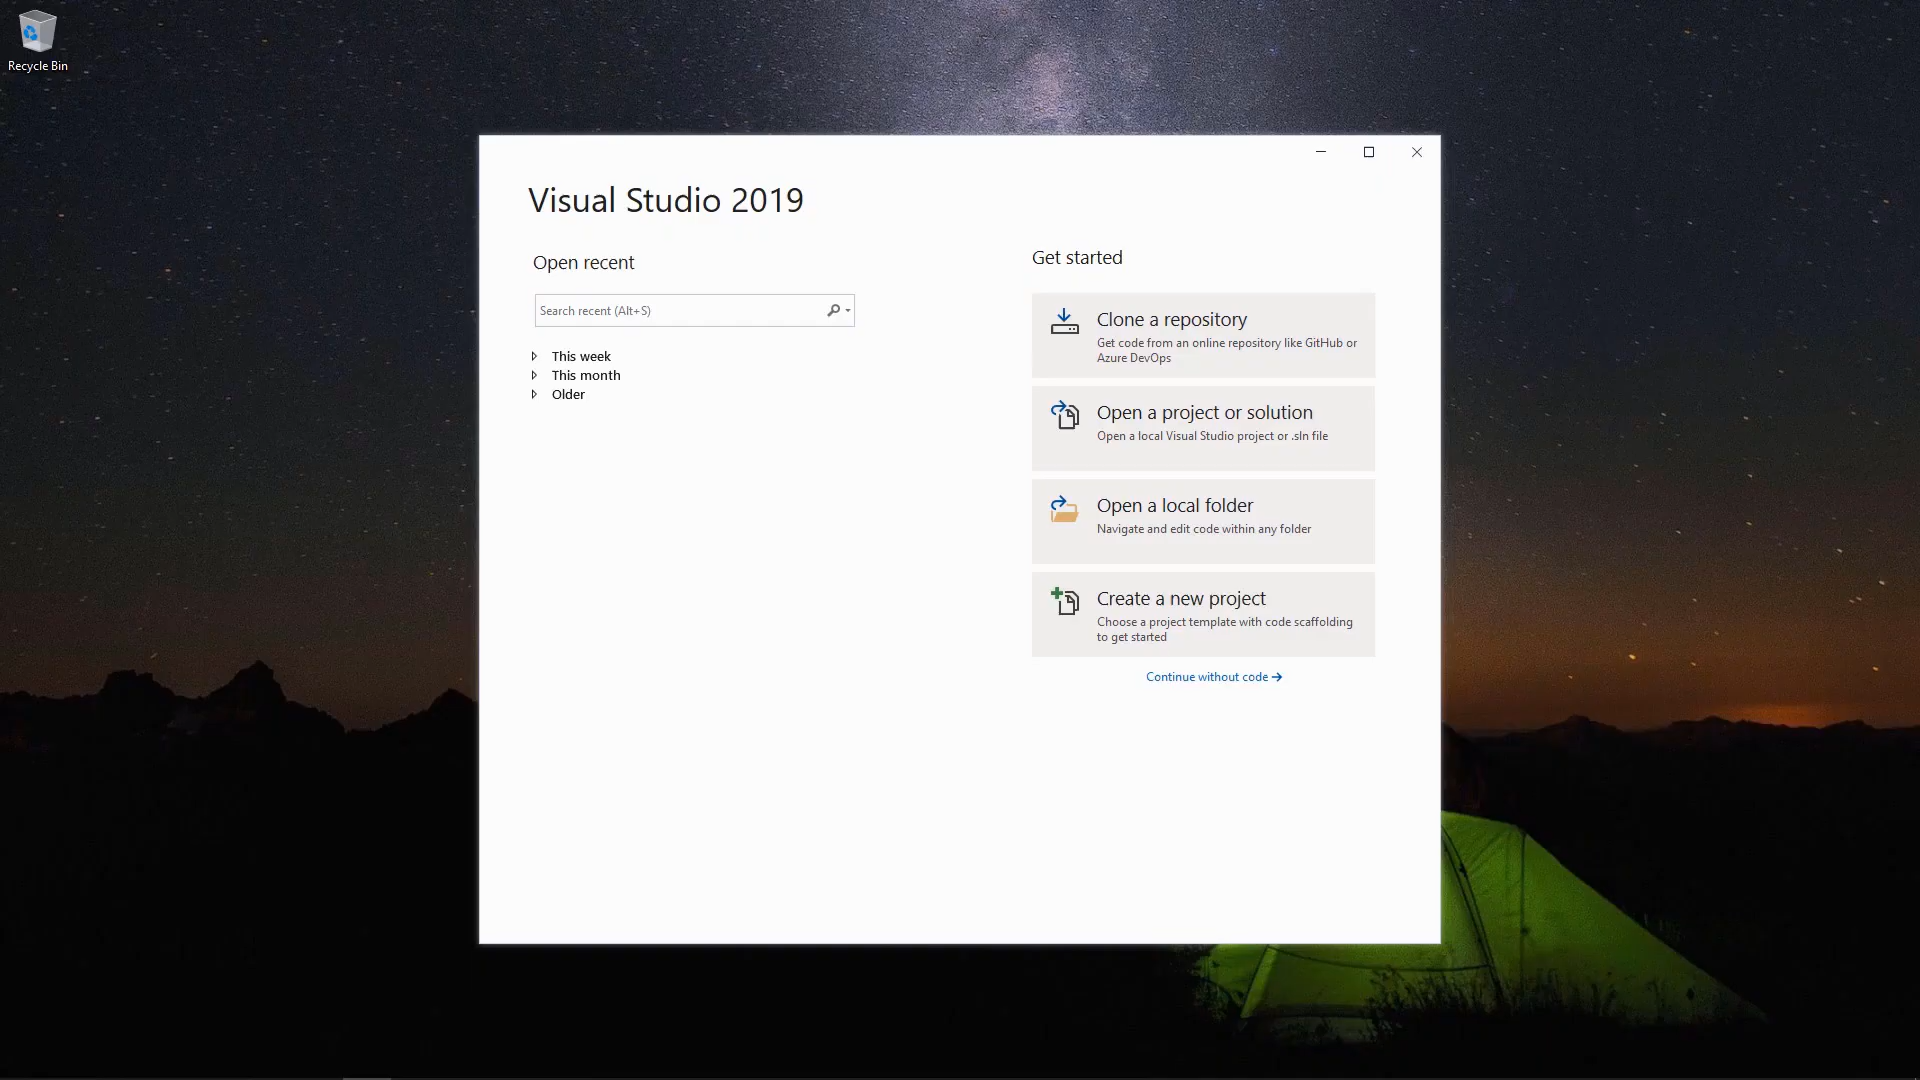 Recycle Bin
Visual Studio 2019
Open recent
Search recent (Alt+S)
This week
This month
Older
Get started
Clone a repository
Get code from an online repository like GitHub or
Azure DevOps
Open a project or solution
Open a local Visual Studio project or .sln file
Open a local folder
Navigate and edit code within any folder
Create a new project
Choose a project template with code scaffolding
to get started
Continue without code